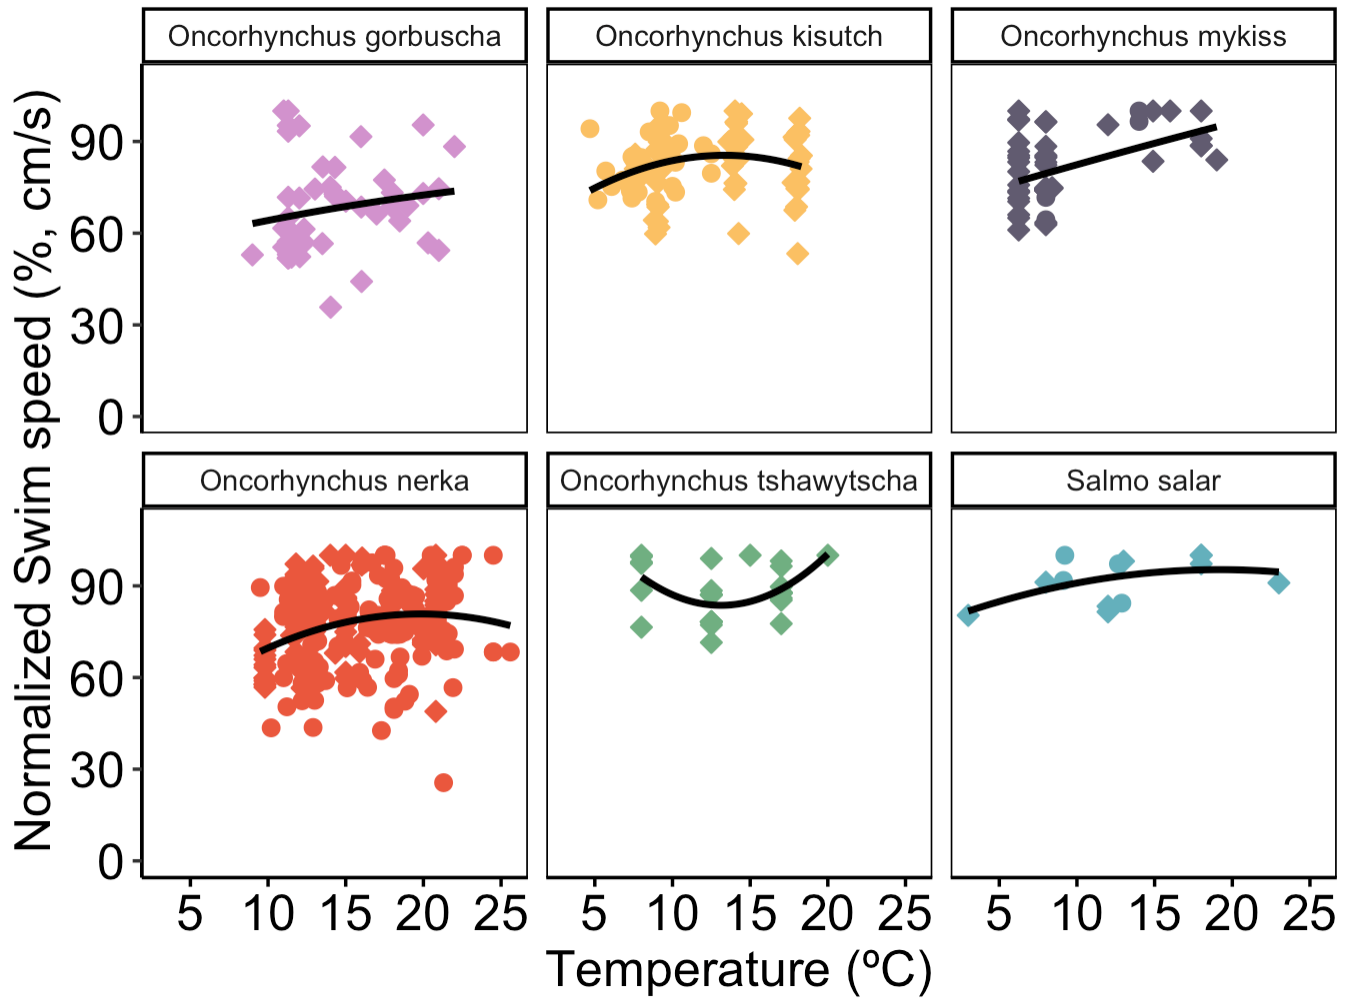 Oncorhynchus gorbuscha
Oncorhynchus kisutch
Oncorhynchus mykiss
90
60
30
0
Normalized Swim speed (%, cm/s)
Oncorhynchus nerka
Oncorhynchus tshawytscha
Salmo salar
90
60
30
0
5 10 15 20 25
5 10 15 20 25
5 10 15 20 25
Temperature (ºC)